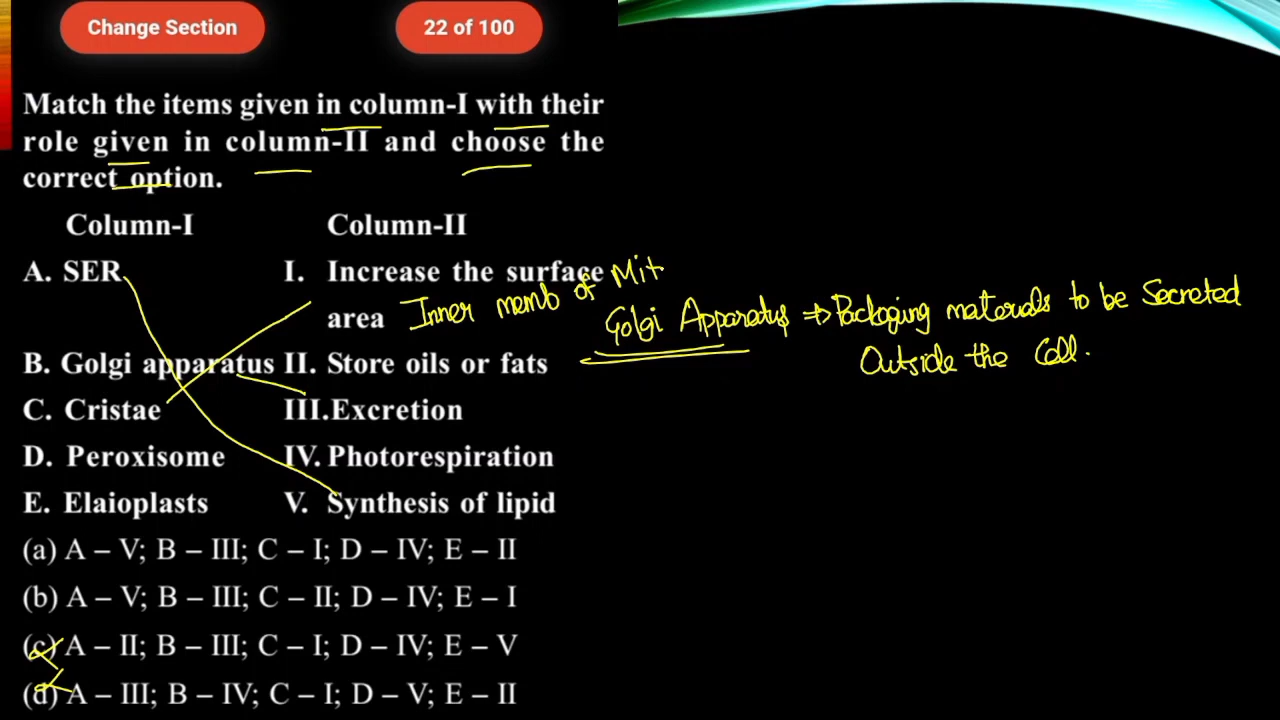 Change Section
22 of 100
Match the items given in column-I with their
role given in column-II and choose the
correct option.
Column-I Column-II
A. SER I. Increase the surface
area
Inner memb of Mit
Golgi Apparatus ⇒ Packaging materials to be Secreted
Outside the Cell.
B. Golgi apparatus II. Store oils or fats
C. Cristae III.Excretion
D. Peroxisome IV. Photorespiration
E. Elaioplasts V. Synthesis of lipid
(a) A – V; B – III; C – I; D – IV; E – II
(b) A – V; B – III; C – II; D – IV; E – I
(c) A – II; B – III; C – I; D – IV; E – V
(d) A – III; B – IV; C – I; D – V; E – II